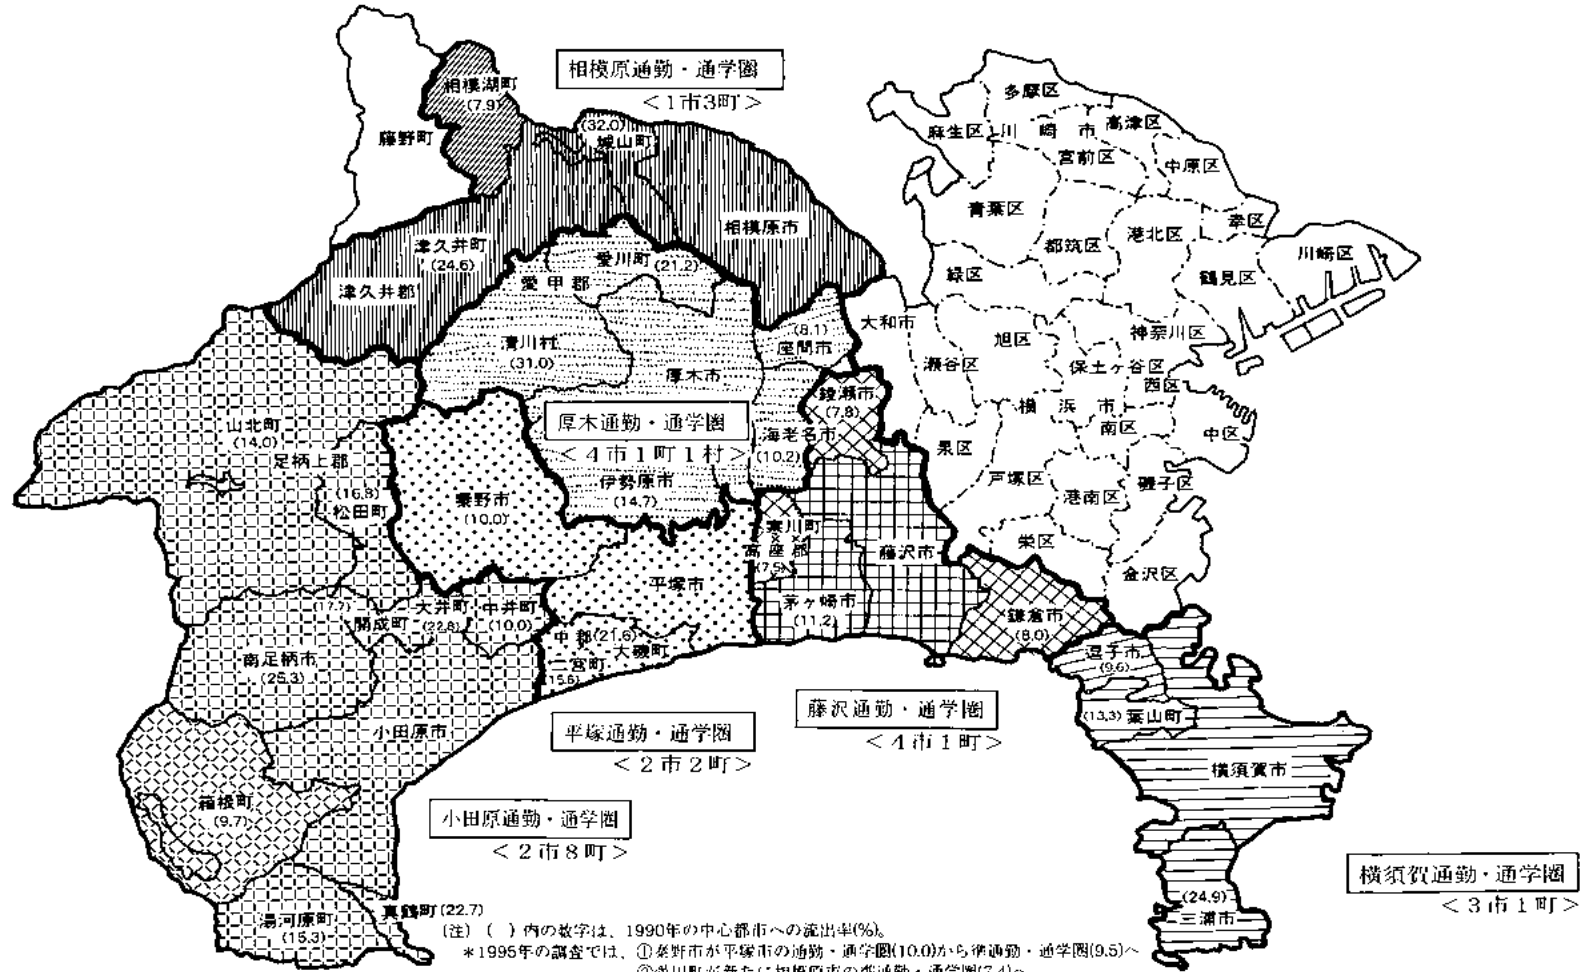 相模原通勤・通学圏
<1市3町>
相模湖町
(7.9)
藤野町
(32.0)
城山町
相模原市
津久井町
(24.6)
津久井郡
愛川町(21.2)
愛甲郡
清川村
(31.0)
厚木市
(8.1)
座間市
綾瀬市
(7.8)
海老名市
(10.2)
厚木通勤・通学圏
<4市1町1村>
伊勢原市
(14.7)
大和市
多摩区
麻生区
川崎市
高津区
宮前区
中原区
青葉区
都筑区
港北区
幸区
川崎区
緑区
鶴見区
旭区
神奈川区
瀬谷区
保土ヶ谷区
西区
横浜市
南区
中区
泉区
戸塚区
港南区
磯子区
栄区
金沢区
山北町
(14.0)
足柄上郡
(16.8)
松田町
秦野市
(10.0)
平塚市
寒川町
高座郡
(7.5)
藤沢市
茅ヶ崎市
(11.2)
鎌倉市
(8.0)
(17.7)
開成町
大井町
(22.8)
中井町
(10.0)
中郡(21.6)
二宮町
(15.6)
大磯町
南足柄市
(25.3)
小田原市
箱根町
(9.7)
湯河原町
(15.3)
真鶴町(22.7)
逗子市
(9.6)
(13.3)葉山町
横須賀市
(24.9)
三浦市
藤沢通勤・通学圏
<4市1町>
平塚通勤・通学圏
<2市2町>
小田原通勤・通学圏
<2市8町>
横須賀通勤・通学圏
<3市1町>
(注) ( )内の数字は、1990年の中心都市への流出率(%)。
*1995年の調査では、①秦野市が平塚市の通勤・通学圏(10.0)から準通勤・通学圏(9.5)へ